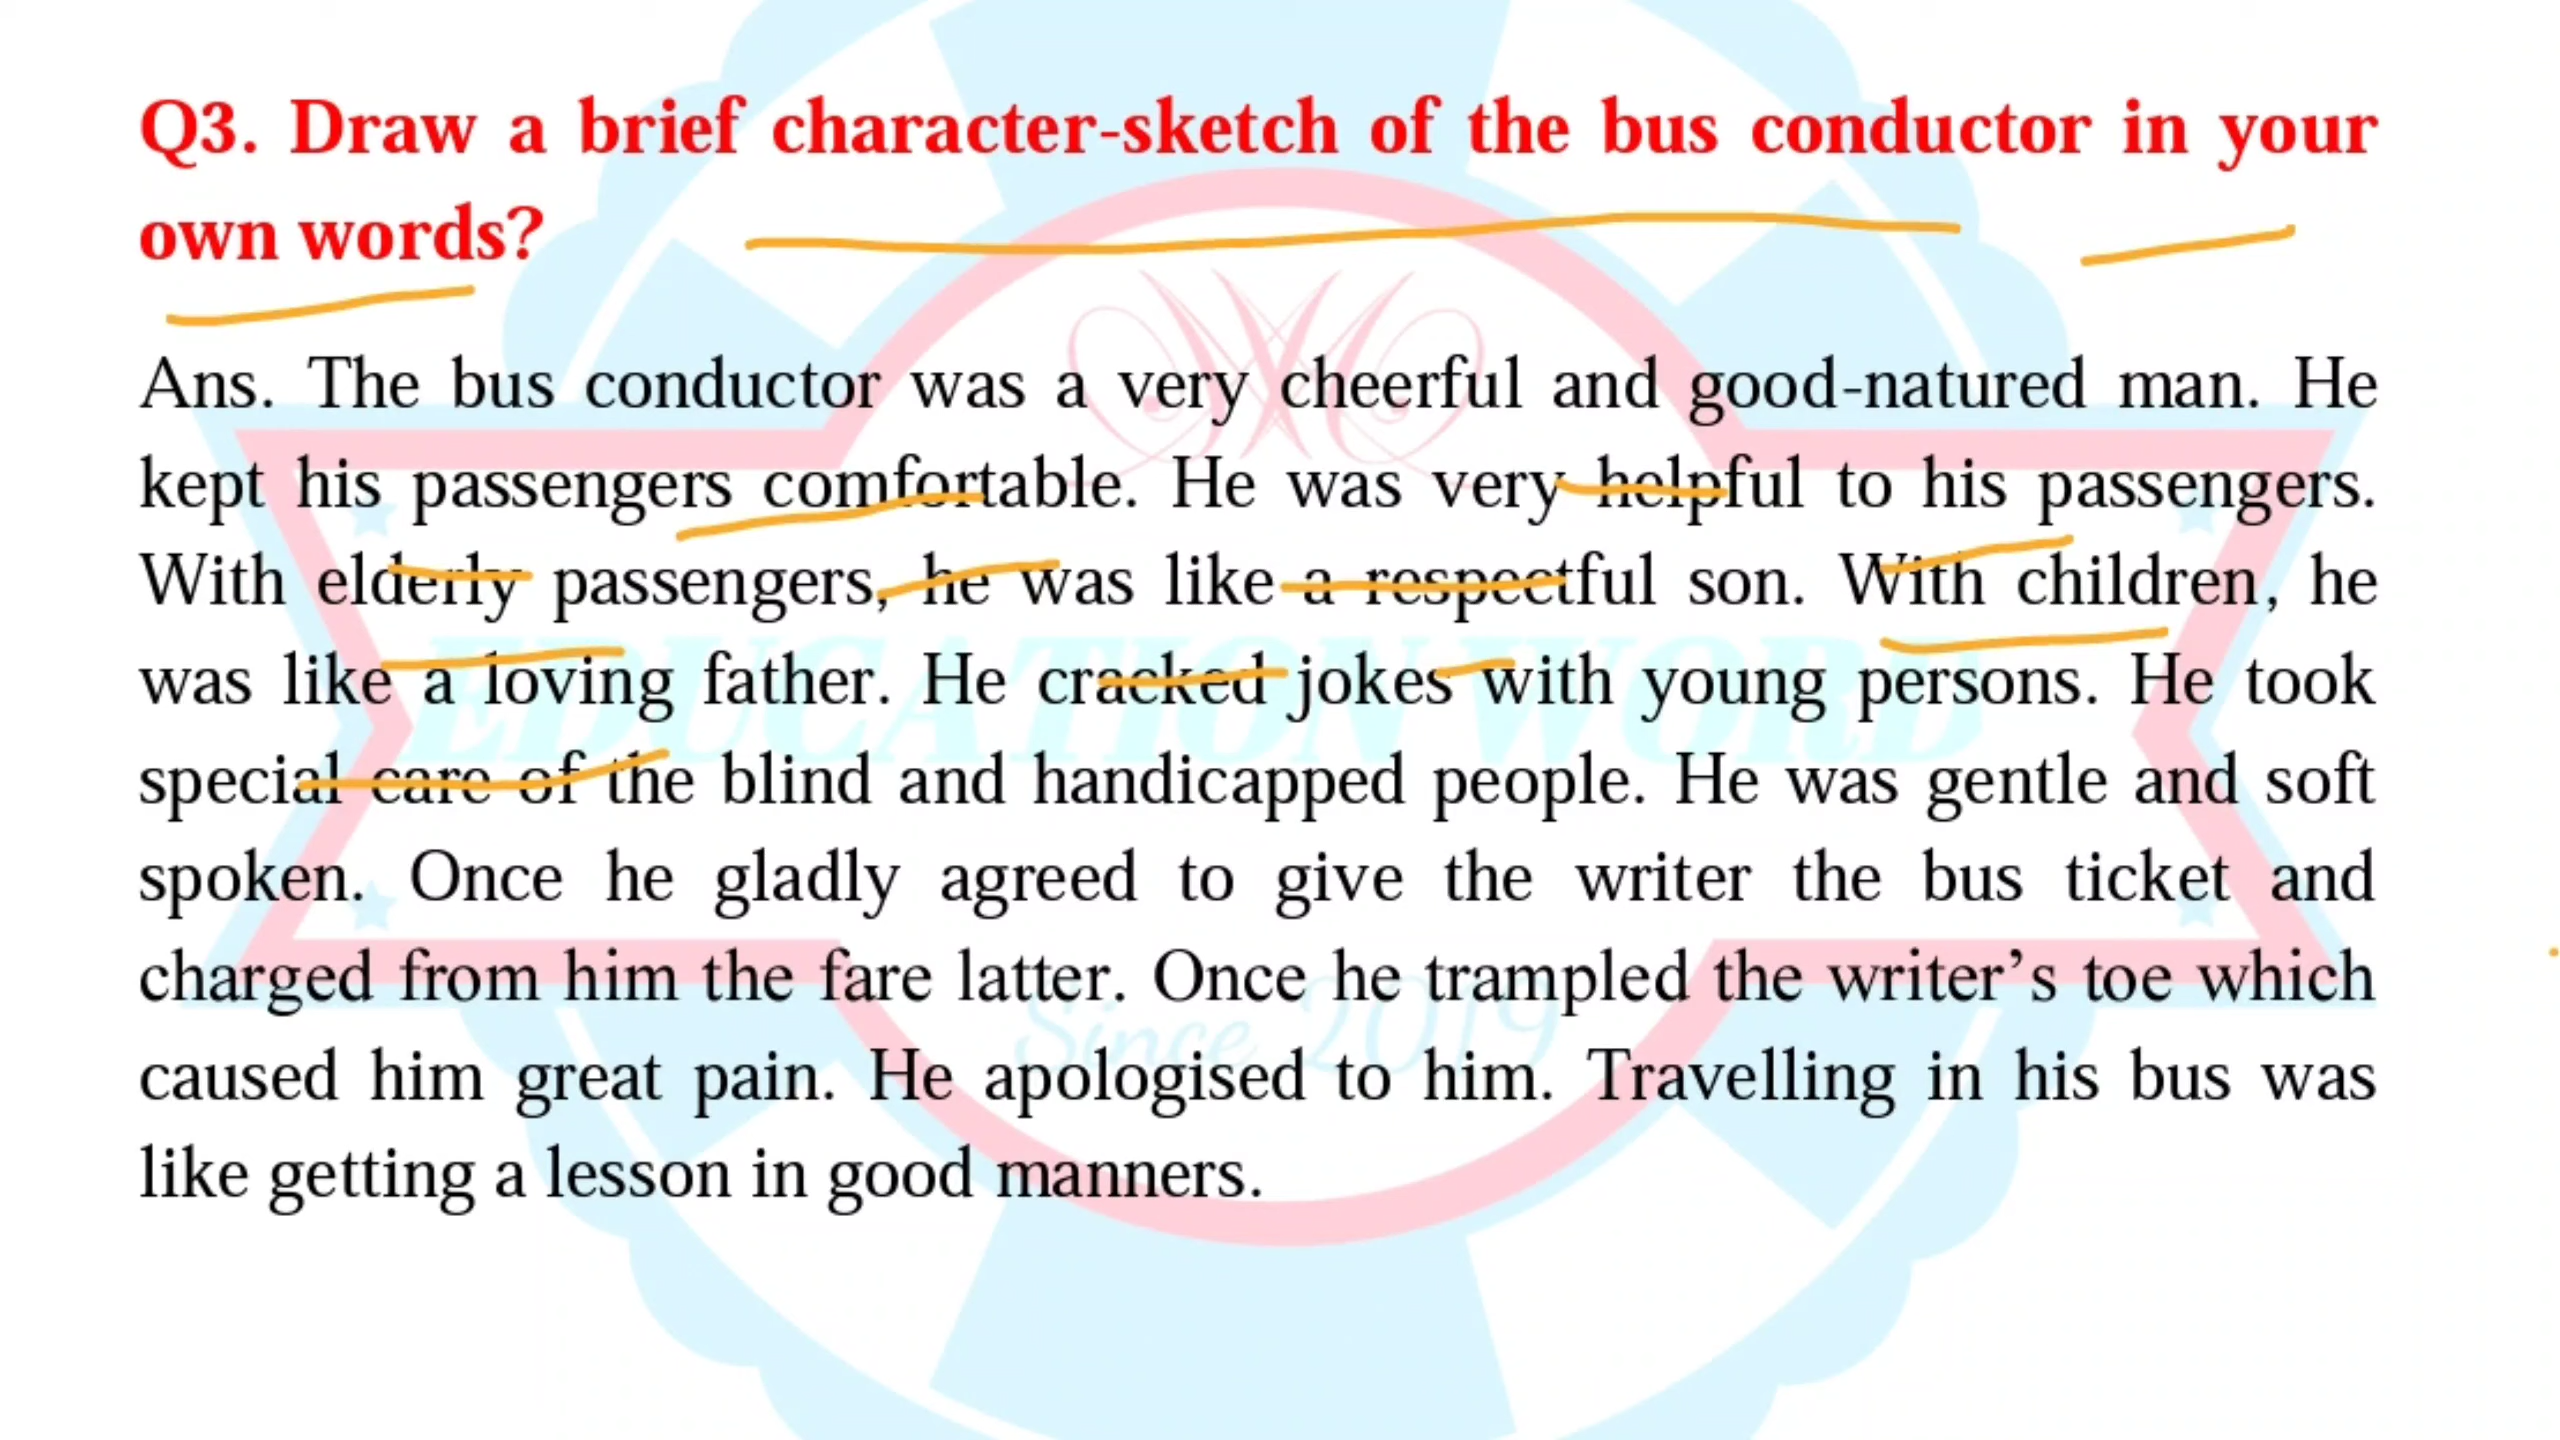 Q3. Draw a brief character-sketch of the bus conductor in your
own words?
Ans. The bus conductor was a very cheerful and good-natured man. He
kept his passengers comfortable. He was very helpful to his passengers.
With elderly passengers, he was like a respectful son. With children, he
was like a loving father. He cracked jokes with young persons. He took
special care of the blind and handicapped people. He was gentle and soft
spoken. Once he gladly agreed to give the writer the bus ticket and
charged from him the fare latter. Once he trampled the writer’s toe which
caused him great pain. He apologised to him. Travelling in his bus was
like getting a lesson in good manners.
EDUCATION WORD
Since 2019